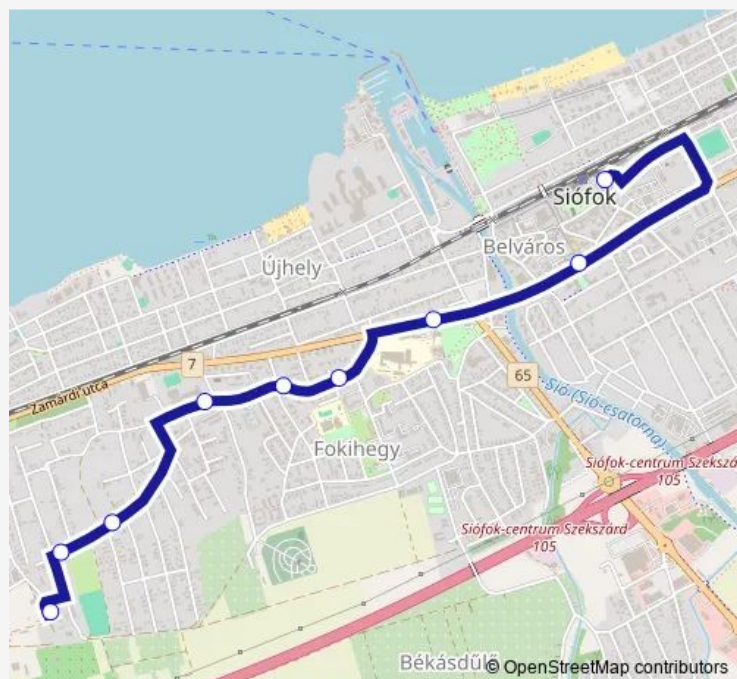 Siófok
Belváros
Újhely
7
Zamárdi utca
65
Sió (Sió-csatorna)
Fokihegy
Siófok-centrum Szekszárd
105
Siófok-centrum Szekszárd
105
Békásdűlő
© OpenStreetMap contributors